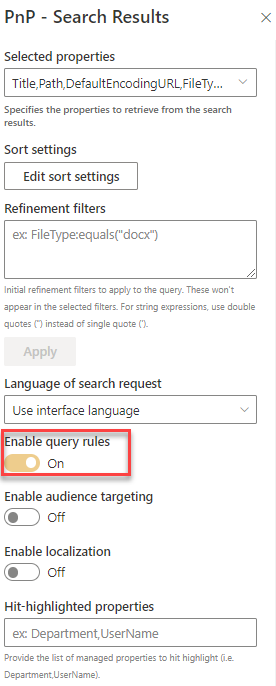 PnP - Search Results
Selected properties
Title,Path,DefaultEncodingURL,FileTy...
Specifies the properties to retrieve from the search
results.
Sort settings
Edit sort settings
Refinement filters
ex: FileType:equals("docx")
Initial refinement filters to apply to the query. These won't
appear in the selected filters. For string expressions, use double
quotes (") instead of single quote (').
Apply
Language of search request
Use interface language
Enable query rules
On
Enable audience targeting
Off
Enable localization
Off
Hit-highlighted properties
ex: Department,UserName
Provide the list of managed properties to hit highlight (i.e.
Department,UserName).